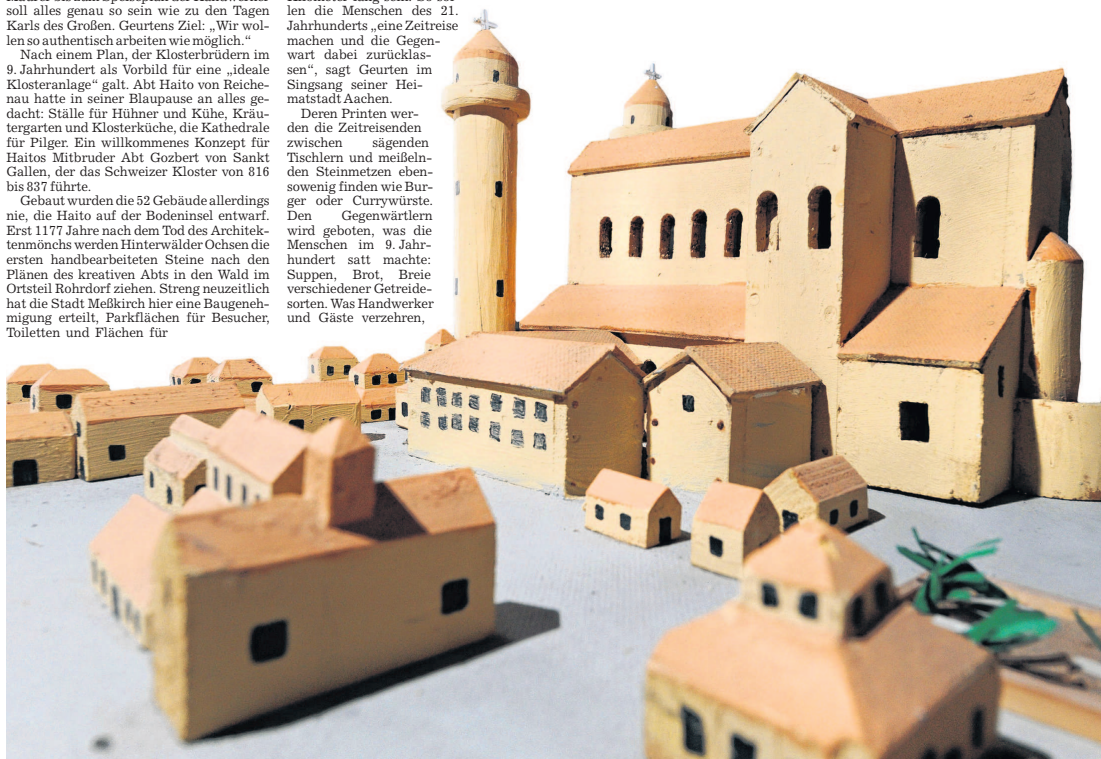 soll alles genau so sein wie zu den Tagen
Karls des Großen. Geurtens Ziel: „Wir wol-
len so authentisch arbeiten wie möglich.“
Nach einem Plan, der Klosterbrüdern im
9. Jahrhundert als Vorbild für eine „ideale
Klosteranlage“ galt. Abt Haito von Reiche-
nau hatte in seiner Blaupause an alles ge-
dacht: Ställe für Hühner und Kühe, Kräu-
tergarten und Klosterküche, die Kathedrale
für Pilger. Ein willkommenes Konzept für
Haitos Mitbruder Abt Gozbert von Sankt
Gallen, der das Schweizer Kloster von 816
bis 837 führte.
Gebaut wurden die 52 Gebäude allerdings
nie, die Haito auf der Bodeninsel entwarf.
Erst 1177 Jahre nach dem Tod des Architek-
tenmönchs werden Hinterwälder Ochsen die
ersten handbearbeiteten Steine nach den
Plänen des kreativen Abts in den Wald im
Ortsteil Rohrdorf ziehen. Streng neuzeitlich
hat die Stadt Meßkirch hier eine Baugeneh-
migung erteilt, Parkflächen für Besucher,
Toiletten und Flächen für
len die Menschen des 21.
Jahrhunderts „eine Zeitreise
machen und die Gegen-
wart dabei zurücklas-
sen“, sagt Geurten im
Singsang seiner Hei-
matstadt Aachen.
Deren Printen wer-
den die Zeitreisenden
zwischen sägenden
Tischlern und meißeln-
den Steinmetzen eben-
sowenig finden wie Bur-
ger oder Currywürste.
Den Gegenwärtlern
wird geboten, was die
Menschen im 9. Jahr-
hundert satt machte:
Suppen, Brot, Breie
verschiedener Getreide-
sorten. Was Handwerker
und Gäste verzehren,